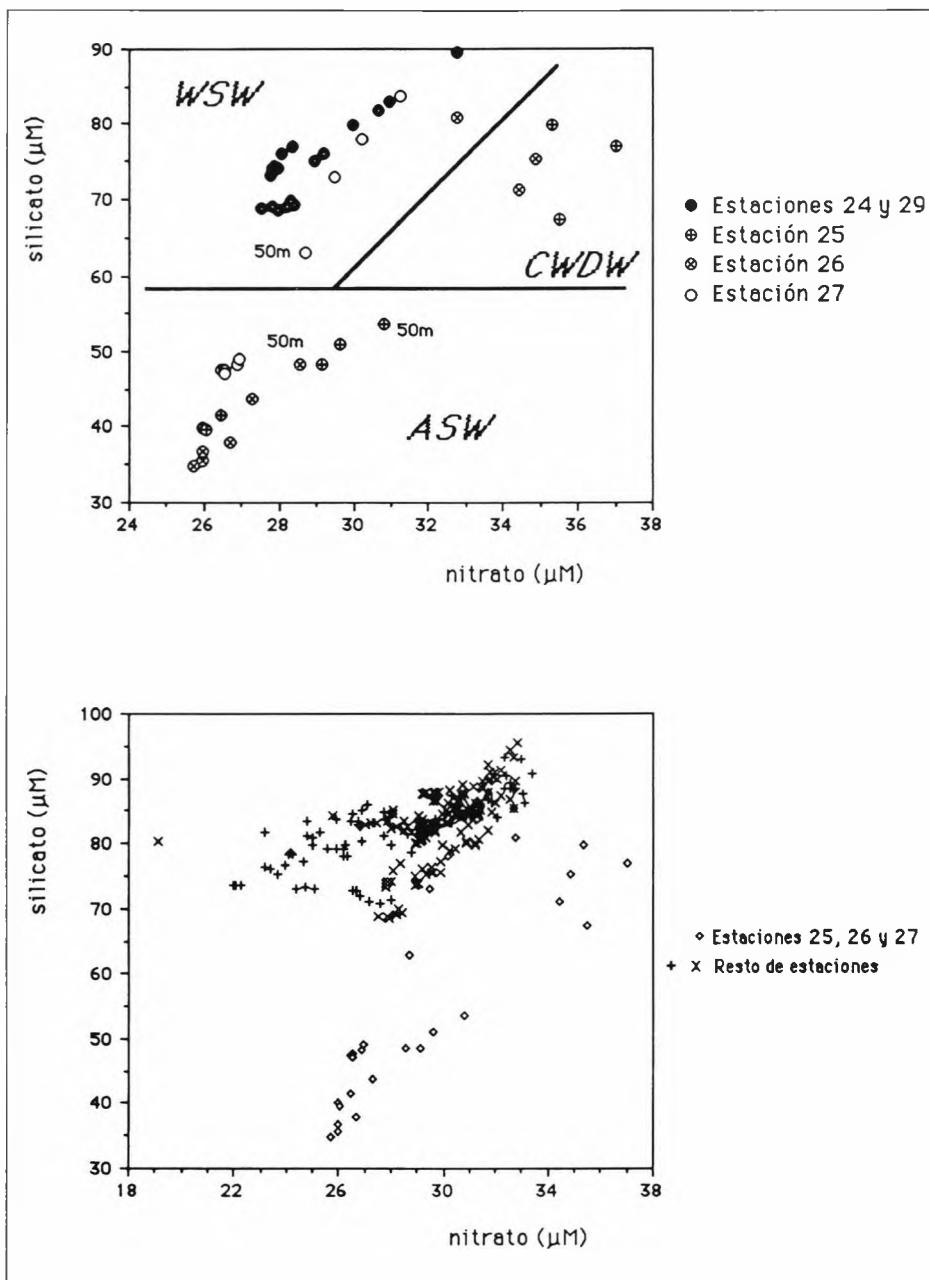 90
80
70
60
50
40
30
silicato (µM)
WSW
50m
CWDW
50m
50m
ASW
24 26 28 30 32 34 36 38
nitrato (µM)
● Estaciones 24 y 29
⊕ Estación 25
⊗ Estación 26
○ Estación 27
100
90
80
70
60
50
40
30
silicato (µM)
18 22 26 30 34 38
nitrato (µM)
◇ Estaciones 25, 26 y 27
+ × Resto de estaciones